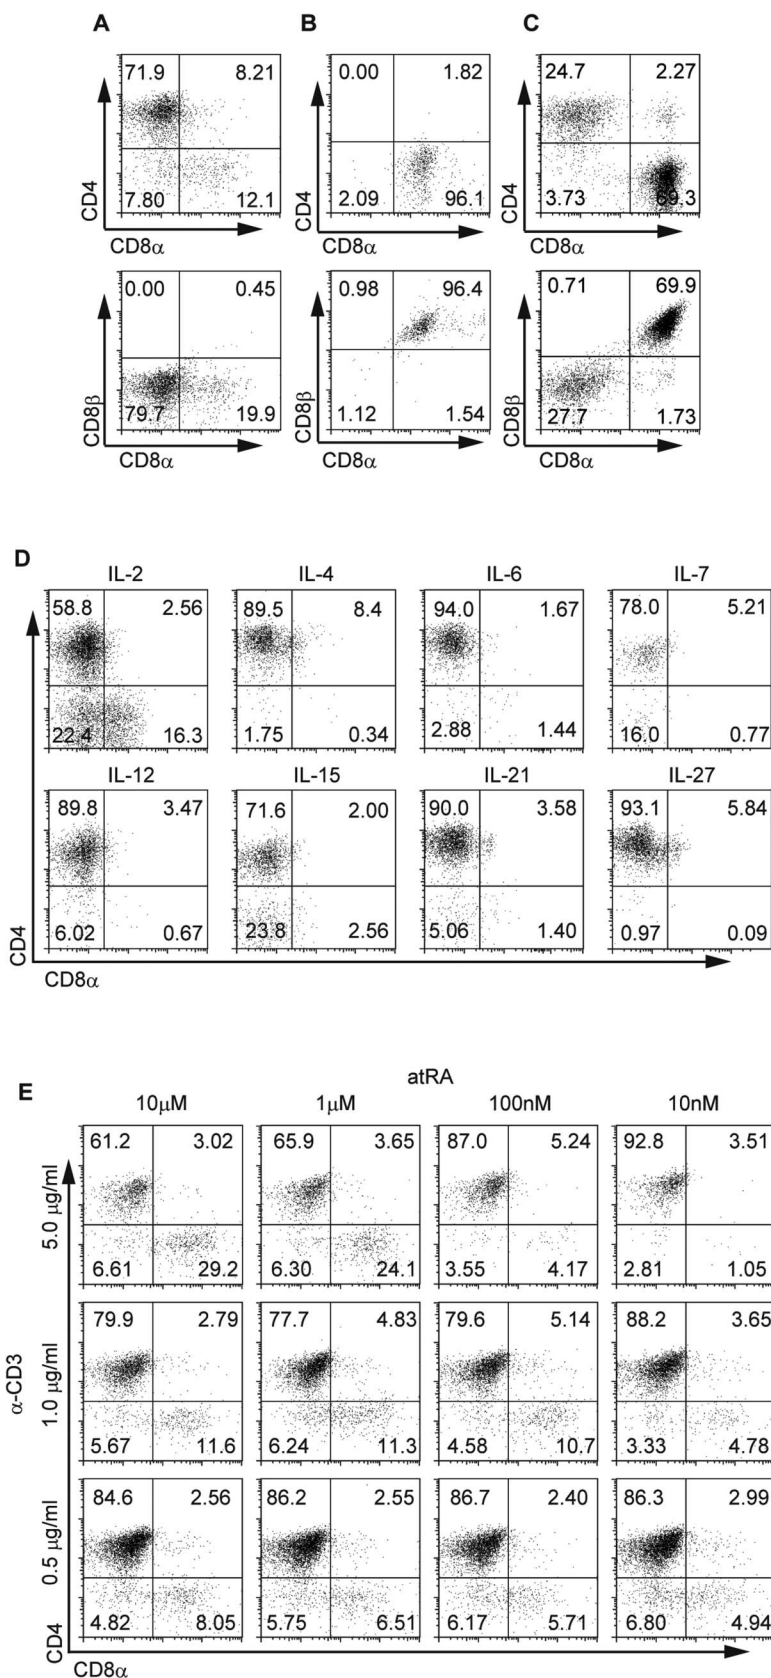 A B C
71.9 8.21 0.00 1.82 24.7 2.27
CD4 CD4 CD4
7.80 12.1 2.09 96.1 3.73 69.3
CD8α CD8α CD8α
0.00 0.45 0.98 96.4 0.71 69.9
CD8β CD8β CD8β
79.7 19.9 1.12 1.54 27.7 1.73
CD8α CD8α CD8α
D
IL-2 IL-4 IL-6 IL-7
58.8 2.56 89.5 8.4 94.0 1.67 78.0 5.21
22.4 16.3 1.75 0.34 2.88 1.44 16.0 0.77
IL-12 IL-15 IL-21 IL-27
89.8 3.47 71.6 2.00 90.0 3.58 93.1 5.84
6.02 0.67 23.8 2.56 5.06 1.40 0.97 0.09
CD4
CD8α
atRA
E
10μM 1μM 100nM 10nM
61.2 3.02 65.9 3.65 87.0 5.24 92.8 3.51
5.0 μg/ml
6.61 29.2 6.30 24.1 3.55 4.17 2.81 1.05
79.9 2.79 77.7 4.83 79.6 5.14 88.2 3.65
α-CD3
1.0 μg/ml
5.67 11.6 6.24 11.3 4.58 10.7 3.33 4.78
84.6 2.56 86.2 2.55 86.7 2.40 86.3 2.99
0.5 μg/ml
4.82 8.05 5.75 6.51 6.17 5.71 6.80 4.94
CD4
CD8α